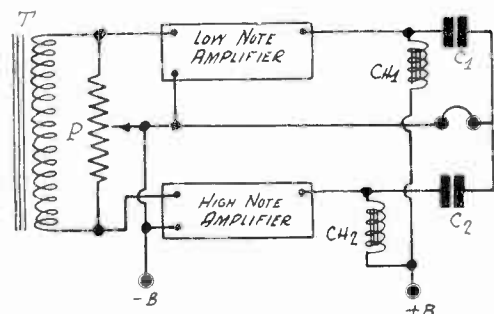 T
LOW NOTE
AMPLIFIER
CH1
C1
P
HIGH NOTE
AMPLIFIER
CH2
C2
-B
+B